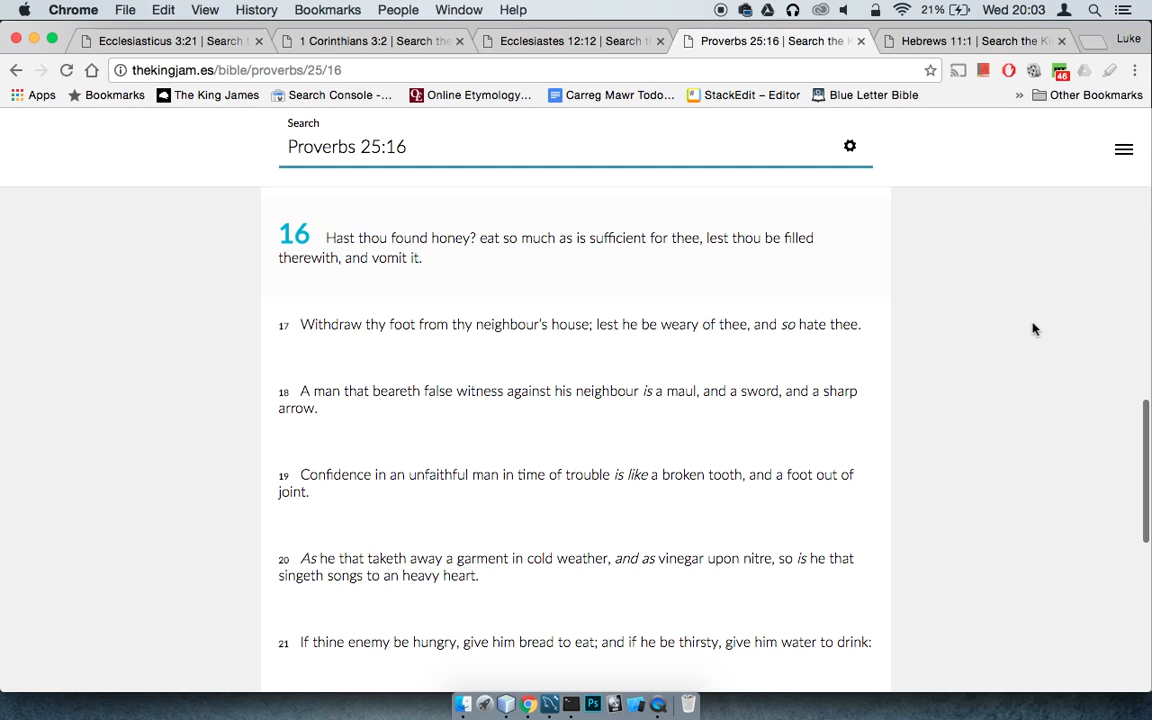 Chrome File Edit View History Bookmarks People Window Help 21% Wed 20:03
Ecclesiasticus 3:21 | Search t 1 Corinthians 3:2 | Search the Ecclesiastes 12:12 | Search th Proverbs 25:16 | Search the K Hebrews 11:1 | Search the Ki Luke
thekingjam.es/bible/proverbs/25/16 46
Apps Bookmarks The King James Search Console -... Online Etymology... Carreg Mawr Todo... StackEdit – Editor Blue Letter Bible » Other Bookmarks
Search
Proverbs 25:16
16 Hast thou found honey? eat so much as is sufficient for thee, lest thou be filled
therewith, and vomit it.
17 Withdraw thy foot from thy neighbour's house; lest he be weary of thee, and so hate thee.
18 A man that beareth false witness against his neighbour is a maul, and a sword, and a sharp
arrow.
19 Confidence in an unfaithful man in time of trouble is like a broken tooth, and a foot out of
joint.
20 As he that taketh away a garment in cold weather, and as vinegar upon nitre, so is he that
singeth songs to an heavy heart.
21 If thine enemy be hungry, give him bread to eat; and if he be thirsty, give him water to drink:
Ps